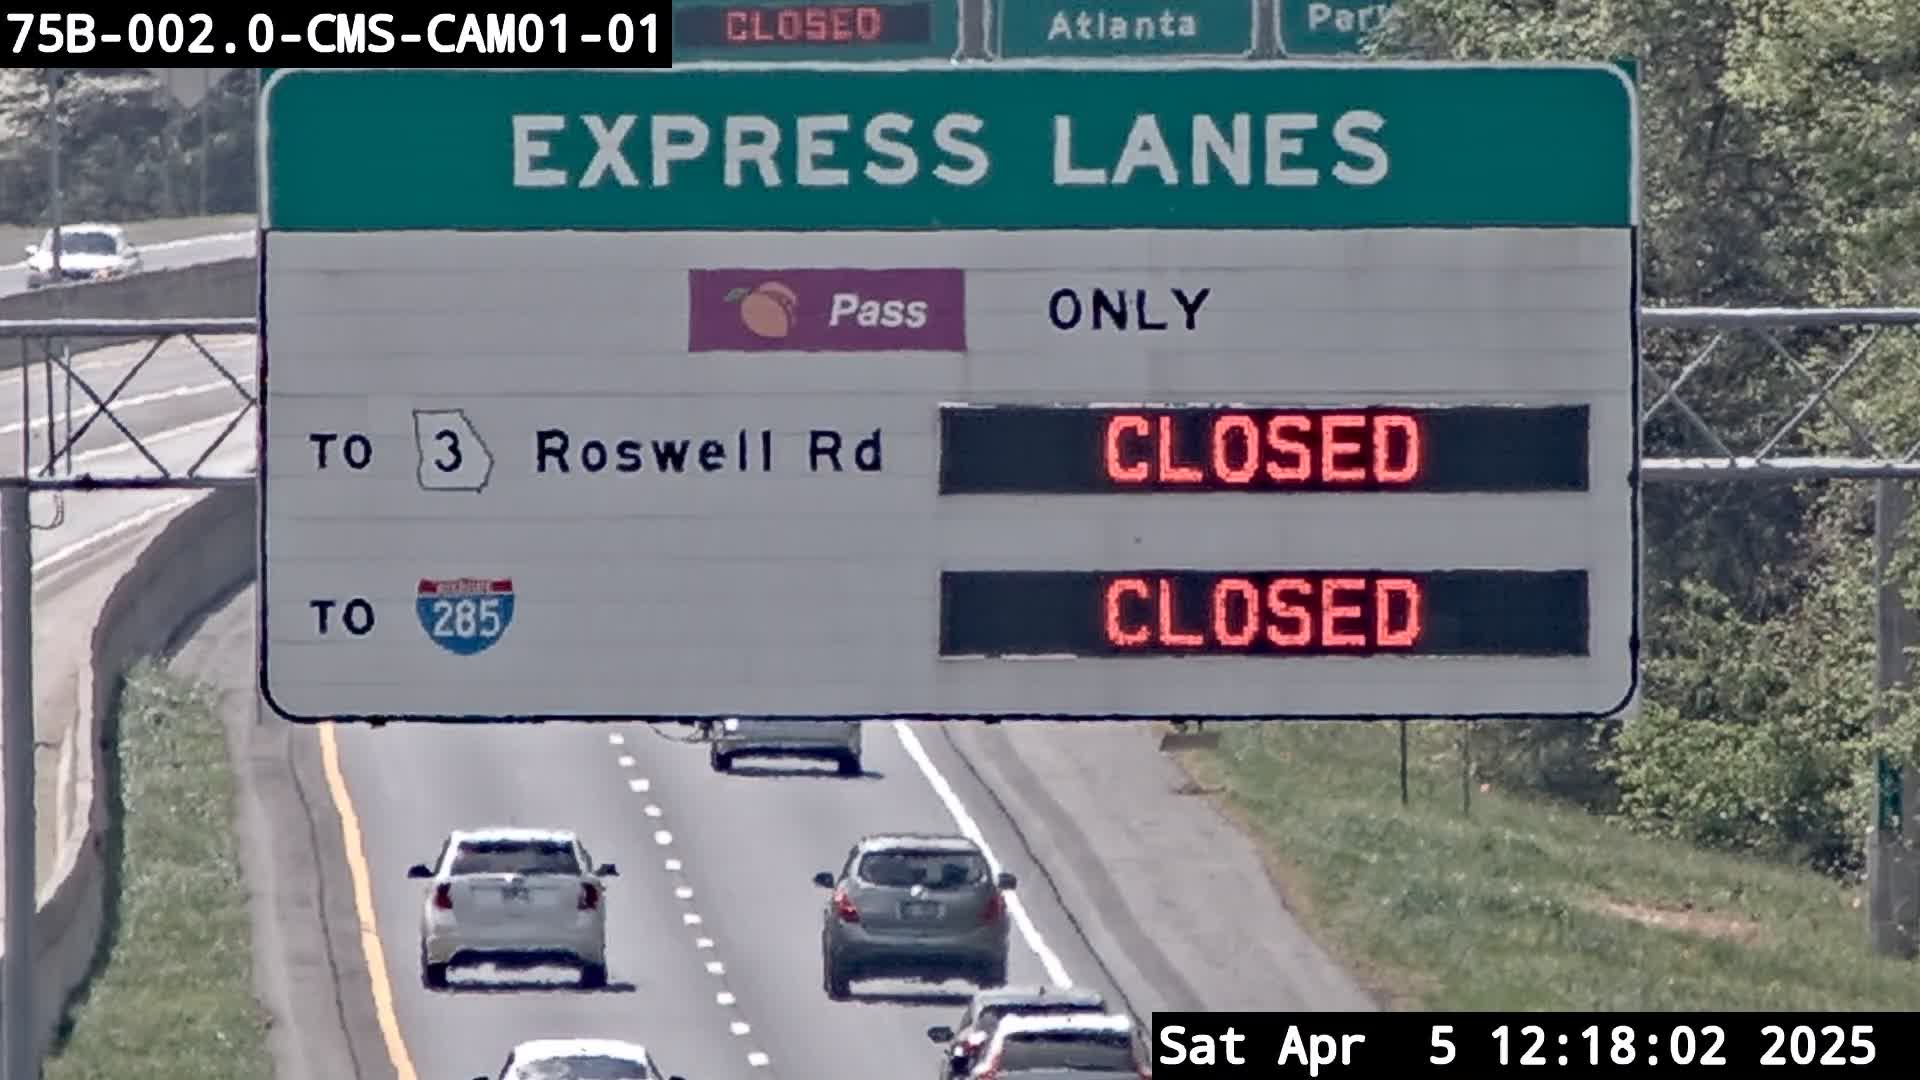 75B-002.0-CMS-CAM01-01
CLOSED
Atlanta
EXPRESS LANES
Pass ONLY
TO 3 Roswell Rd CLOSED
TO 285 CLOSED
Sat Apr 5 12:18:02 2025